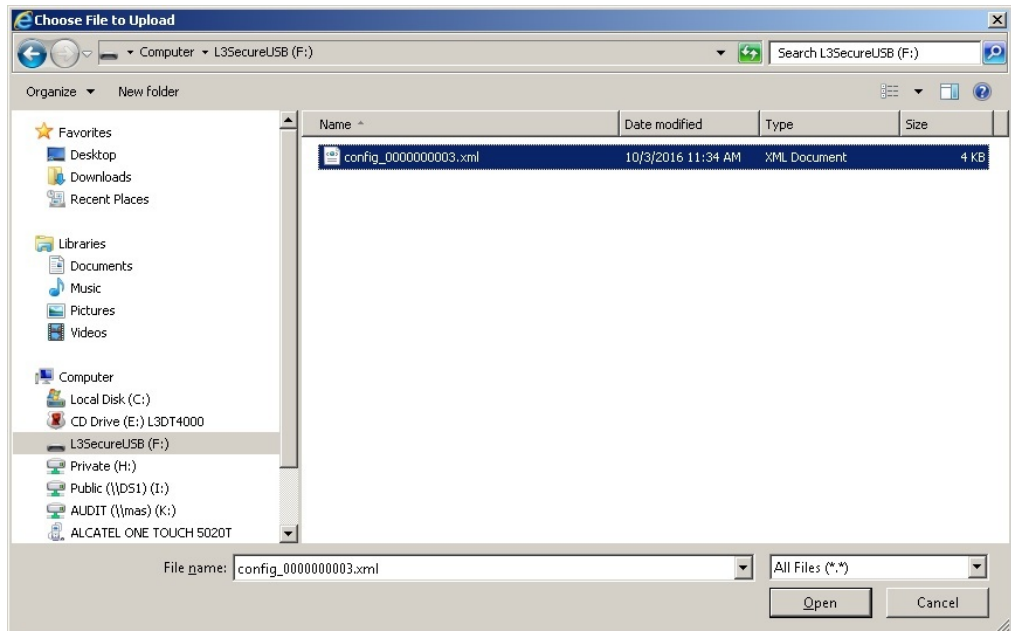 Choose File to Upload
Computer L3SecureUSB (F:)
Search L3SecureUSB (F:)
Organize New folder
Name Date modified Type Size
config_0000000003.xml 10/3/2016 11:34 AM XML Document 4 KB
Favorites
Desktop
Downloads
Recent Places
Libraries
Documents
Music
Pictures
Videos
Computer
Local Disk (C:)
CD Drive (E:) L3DT4000
L3SecureUSB (F:)
Private (H:)
Public (\\DS1) (I:)
AUDIT (\\mas) (K:)
ALCATEL ONE TOUCH 5020T
File name: config_0000000003.xml All Files (*.*)
Open Cancel